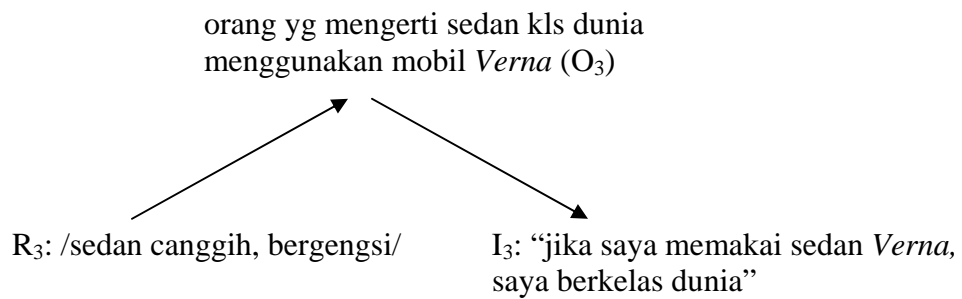 orang yg mengerti sedan kls dunia
menggunakan mobil Verna (O₃)
R₃: /sedan canggih, bergengsi/
I₃: “jika saya memakai sedan Verna,
saya berkelas dunia”